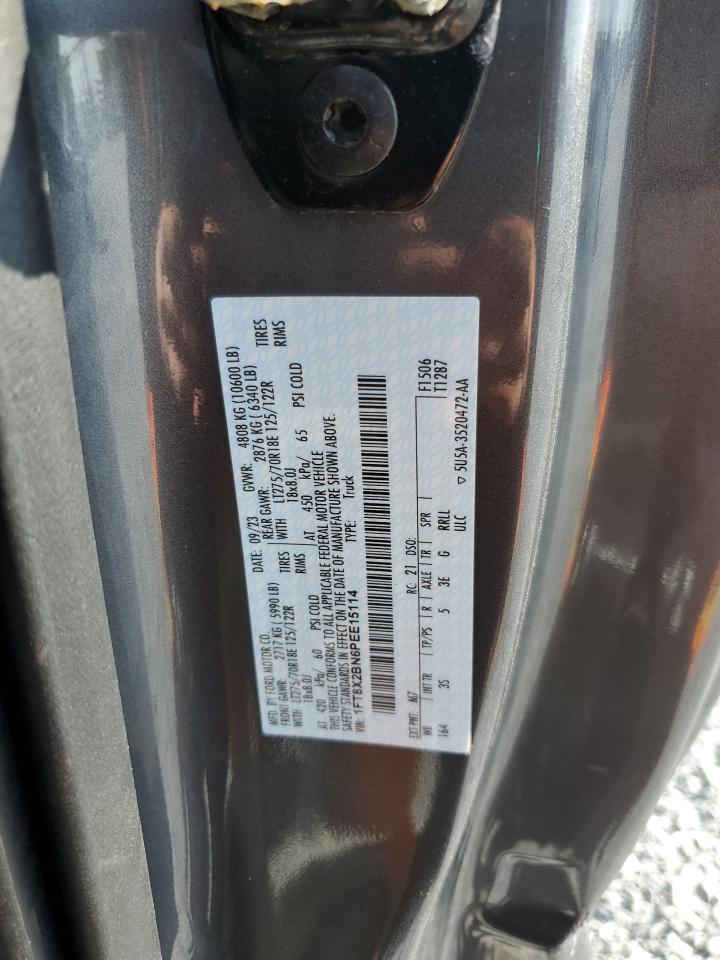 MFD. BY FORD MOTOR CO. DATE: 09/23 GVWR: 4808 KG (10600 LB)
FRONT GAWR: 2717 KG (5990 LB) REAR GAWR: 2876 KG (6340 LB)
WITH LT275/70R18E 125/122R TIRES WITH LT275/70R18E 125/122R TIRES
18x8.0J RIMS 18x8.0J RIMS
AT 420 kPa/ 60 PSI COLD AT 450 kPa/ 65 PSI COLD
THIS VEHICLE CONFORMS TO ALL APPLICABLE FEDERAL MOTOR VEHICLE
SAFETY STANDARDS IN EFFECT ON THE DATE OF MANUFACTURE SHOWN ABOVE.
VIN: 1FT8X2BN6PEE15114 TYPE: Truck
EXT PNT: M7 RC: 21 DSO: F1506
WB INT TR TP/PS R AXLE TR SPR T1287
164 3S 5 3E G RRLL
ULC ▽ 5U5A-3520472-AA